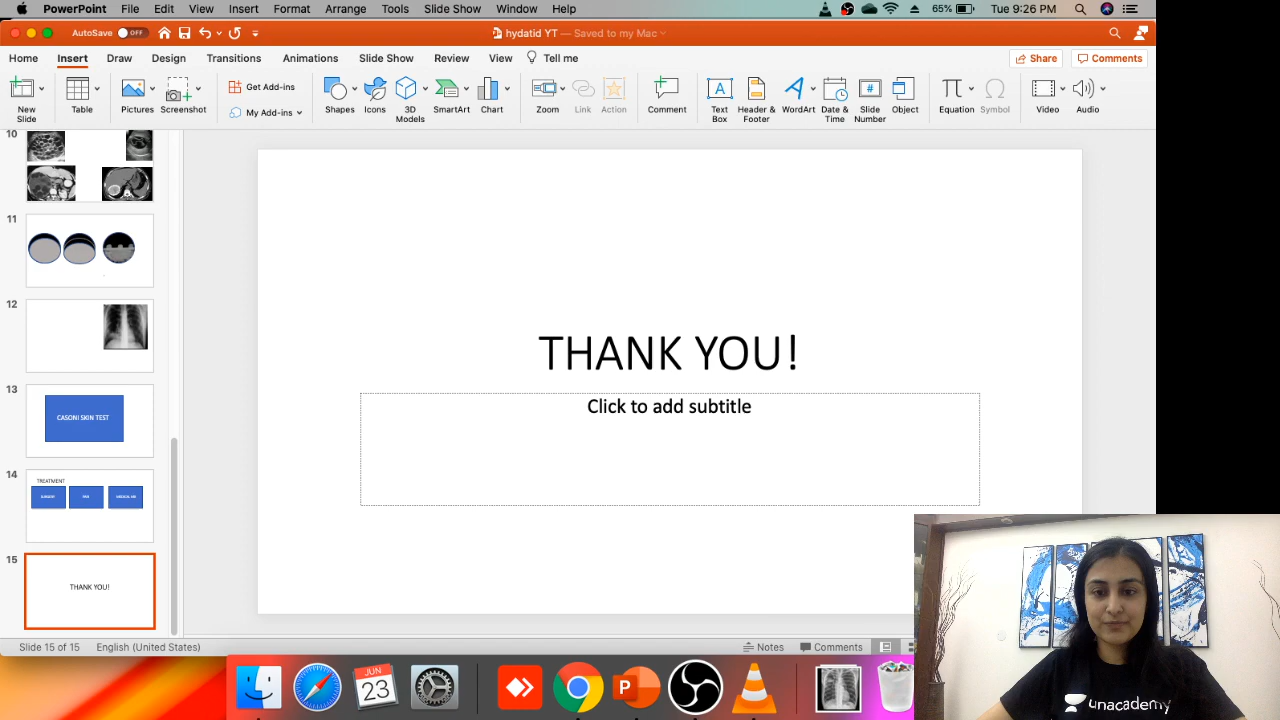 PowerPoint File Edit View Insert Format Arrange Tools Slide Show Window Help 65% Tue 9:26 PM
AutoSave OFF hydatid YT — Saved to my Mac
Home Insert Draw Design Transitions Animations Slide Show Review View Tell me Share Comments
New Slide
Table
Pictures
Screenshot
Get Add-ins
My Add-ins
Shapes
Icons
3D Models
SmartArt
Chart
Zoom
Link
Action
Comment
Text Box
Header & Footer
WordArt
Date & Time
Slide Number
Object
Equation
Symbol
Video
Audio
10
11
12
13
CASONI SKIN TEST
14
TREATMENT
SURGERY
15
THANK YOU!
THANK YOU!
Click to add subtitle
Slide 15 of 15 English (United States) Notes Comments
JUN
23
P
unacademy